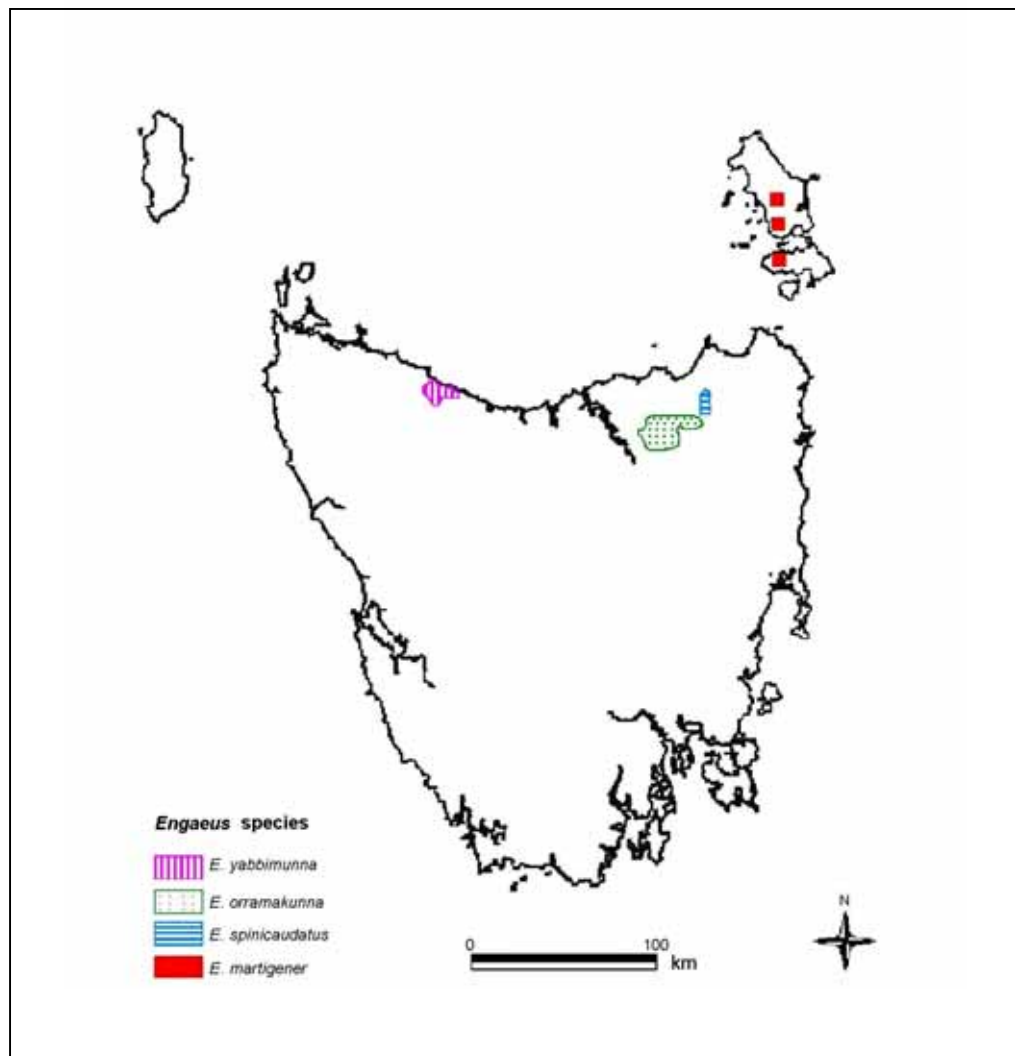 Engaeus species
E. yabbimunna
E. orramakunna
E. spinicaudatus
E. martigener
0 100
km
N